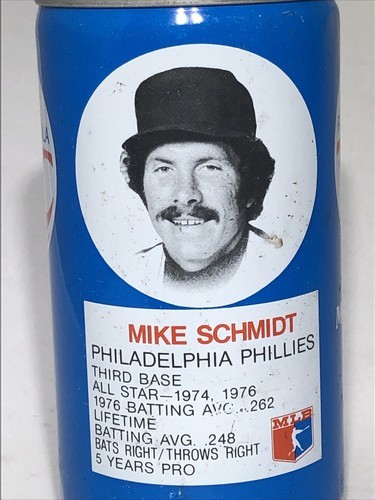 MIKE SCHMIDT
PHILADELPHIA PHILLIES
THIRD BASE
ALL STAR—1974, 1976
1976 BATTING AVG. .262
LIFETIME
BATTING AVG. .248
BATS RIGHT/THROWS RIGHT
5 YEARS PRO
MLB